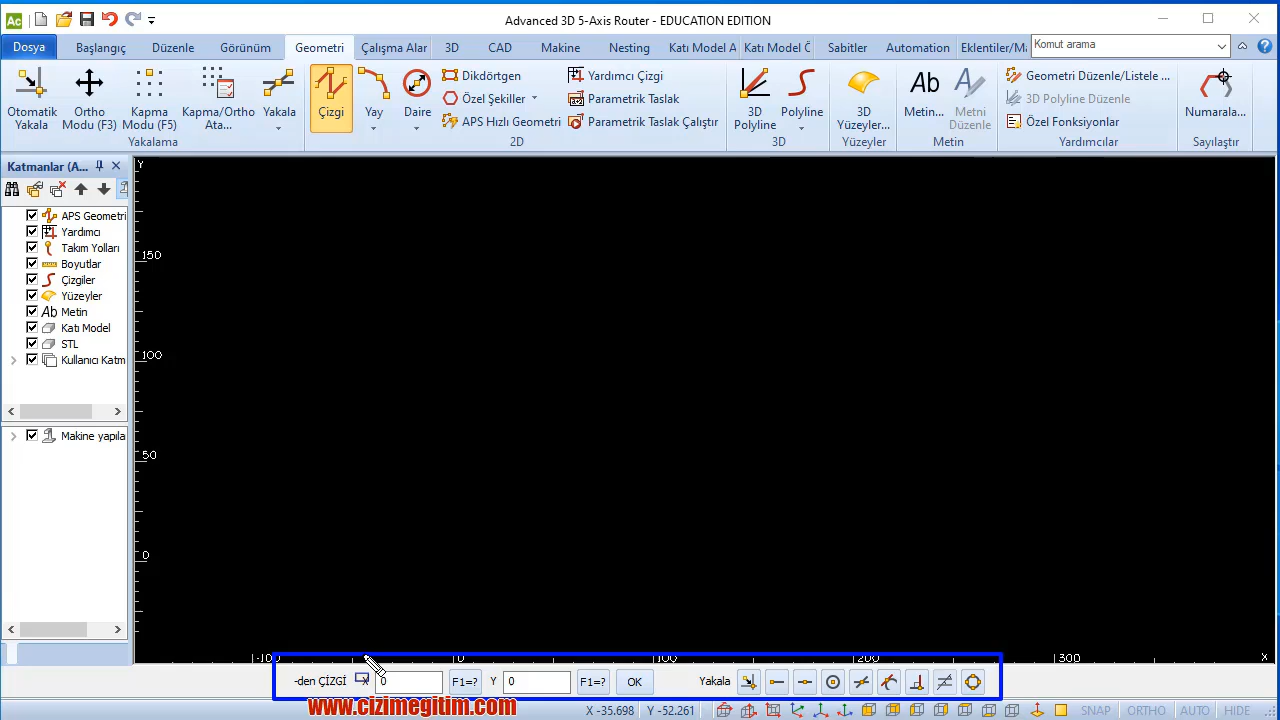 Advanced 3D 5-Axis Router - EDUCATION EDITION
Dosya Başlangıç Düzenle Görünüm Geometri Çalışma Alar 3D CAD Makine Nesting Katı Model A Katı Model Ç Sabitler Automation Eklentiler/Ma Komut arama
Otomatik Yakala
Ortho Modu (F3)
Kapma Modu (F5)
Kapma/Ortho Ata...
Yakala
Yakalama
Çizgi
Yay
Daire
Dikdörtgen
Özel Şekiller
APS Hızlı Geometri
Yardımcı Çizgi
Parametrik Taslak
Parametrik Taslak Çalıştır
2D
3D Polyline
Polyline
3D
3D Yüzeyler...
Yüzeyler
Metin...
Metni Düzenle
Metin
Geometri Düzenle/Listele ...
3D Polyline Düzenle
Özel Fonksiyonlar
Yardımcılar
Numarala...
Sayılaştır
Katmanlar (A...
APS Geometri
Yardımcı
Takım Yolları
Boyutlar
Çizgiler
Yüzeyler
Ab Metin
Katı Model
STL
Kullanıcı Katm
Makine yapıla
Y
150
100
50
0
-100 0 100 200 300 X
-den ÇİZGİ X 0 F1=? Y 0 F1=? OK Yakala
www.cizimegitim.com
X -35.698 Y -52.261 SNAP ORTHO AUTO HIDE